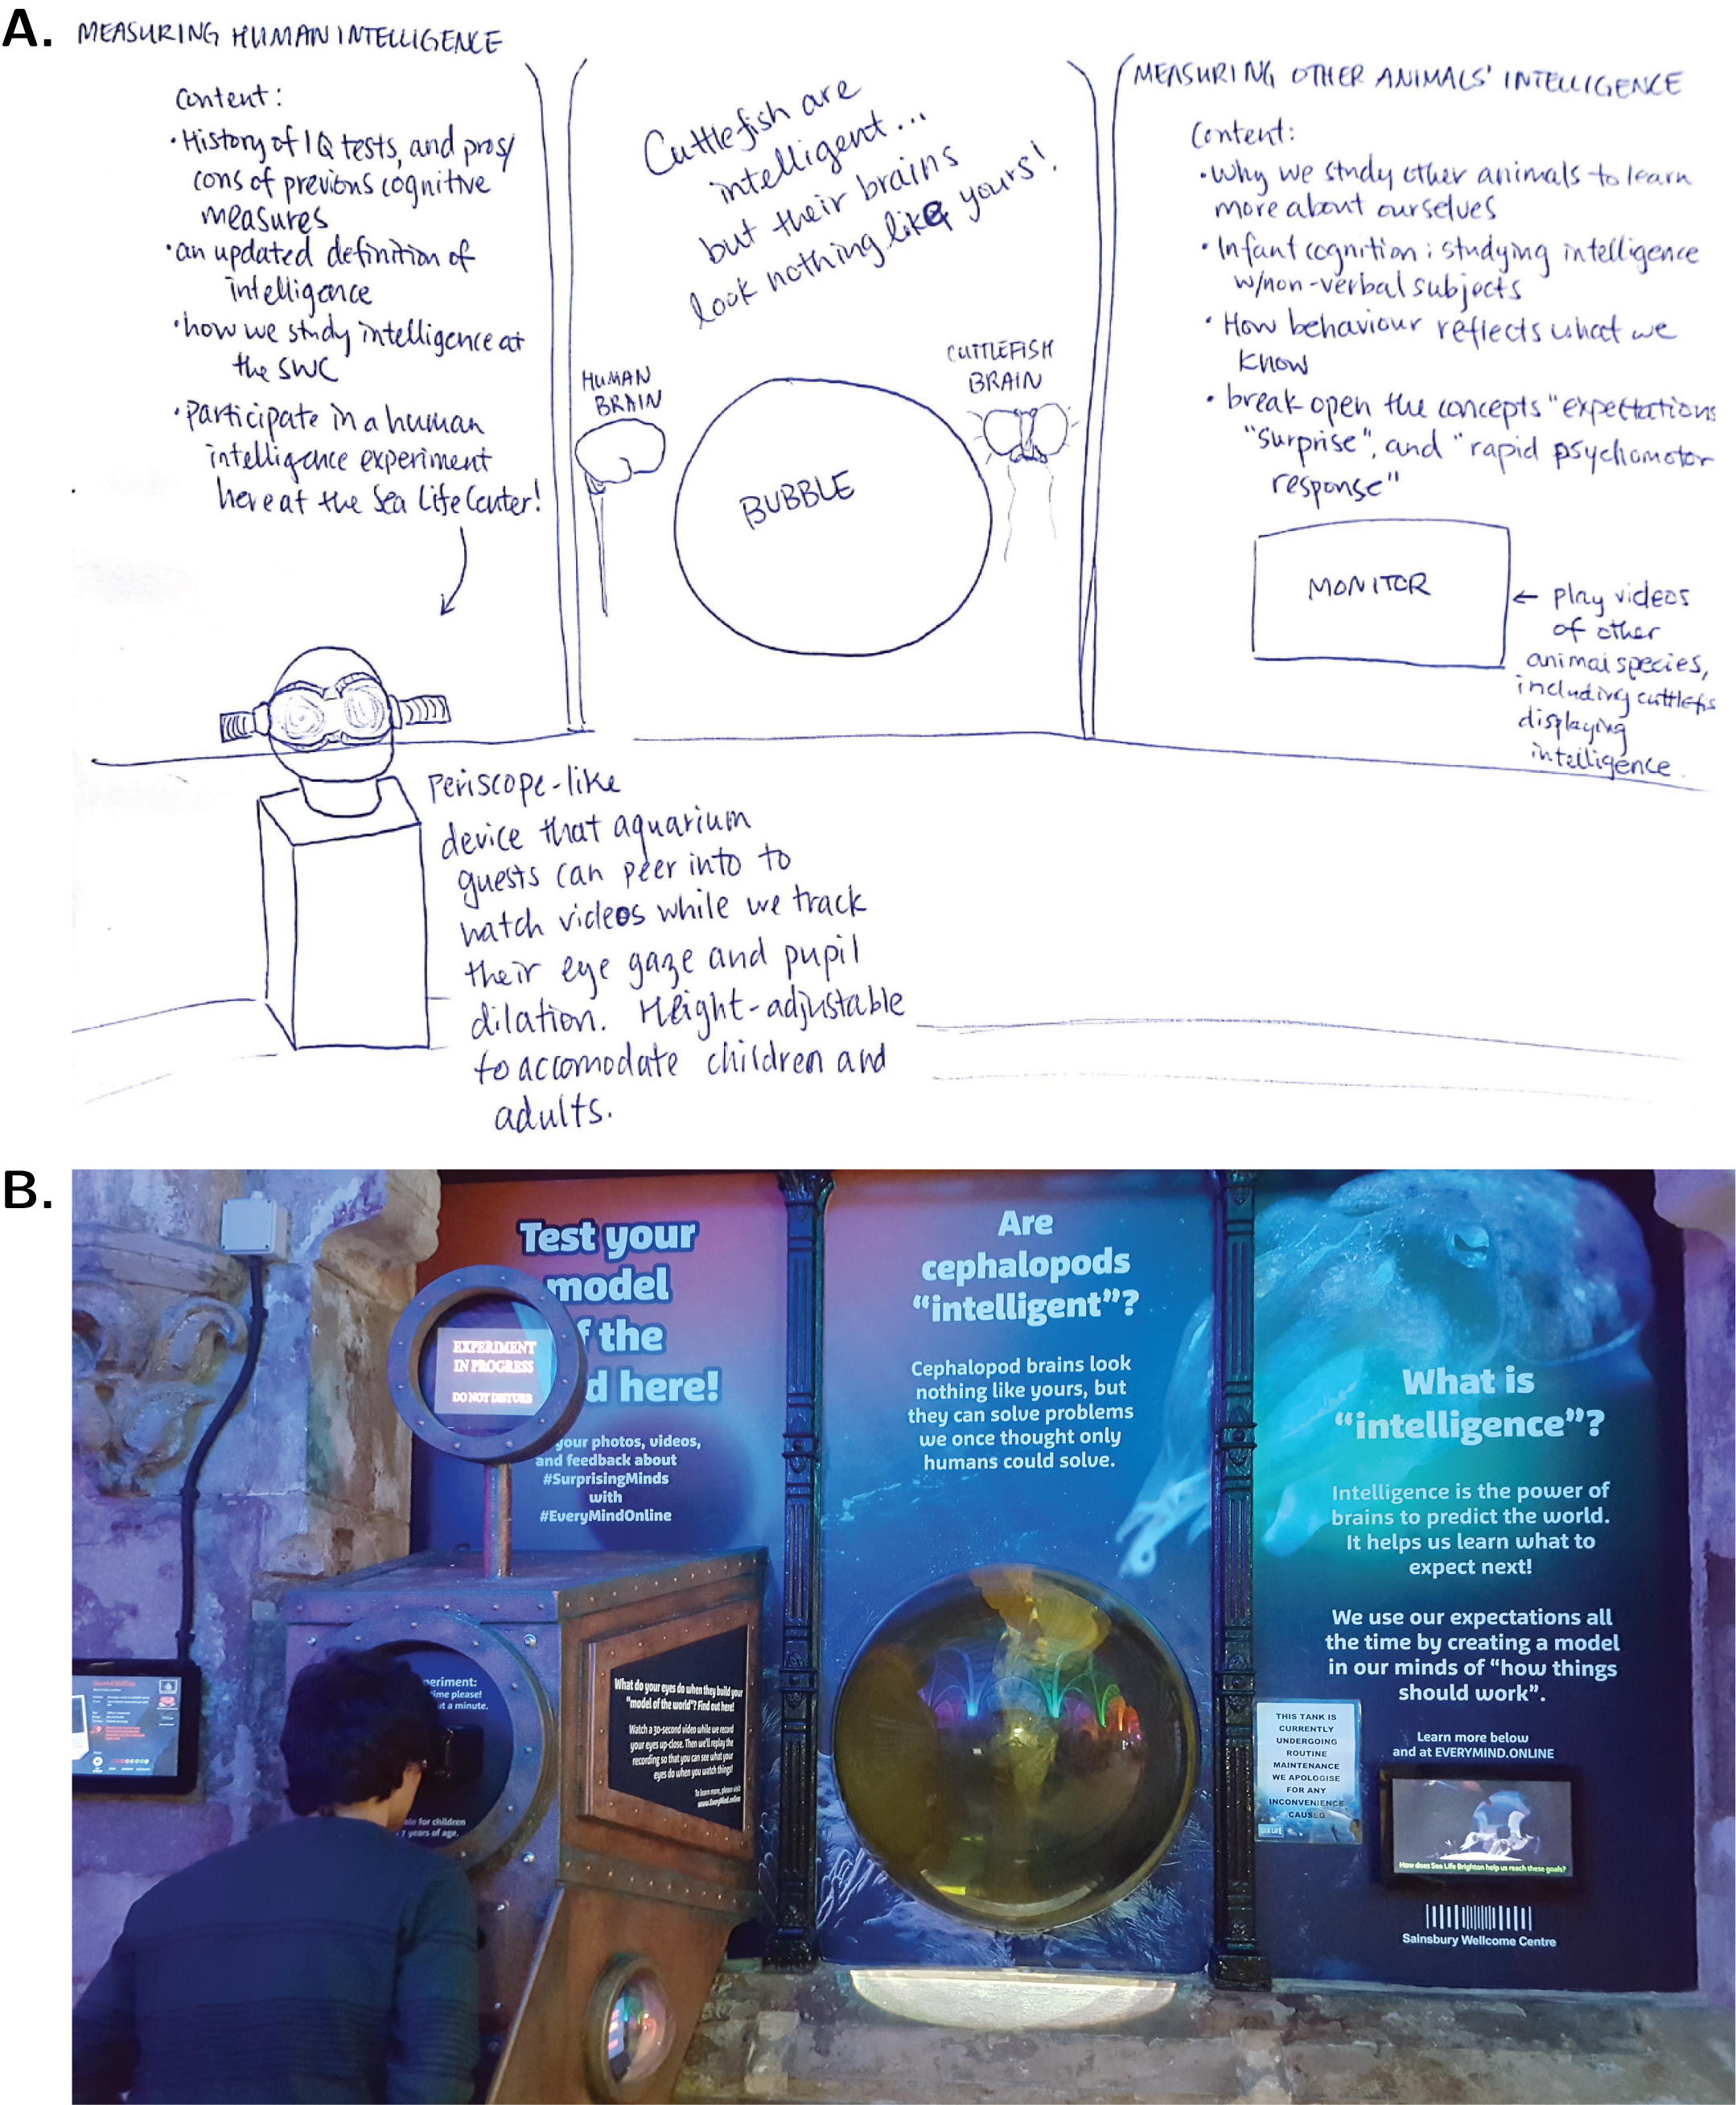 A.
MEASURING HUMAN INTELLIGENCE
Content:
•History of IQ tests, and pros/
cons of previous cognitive
measures
•an updated definition of
intelligence
•how we study intelligence at
the SWC
•Participate in a human
intelligence experiment
here at the Sea Life Center!
Cuttlefish are
intelligent...
but their brains
look nothing like yours!
HUMAN
BRAIN
CUTTLEFISH
BRAIN
BUBBLE
MEASURING OTHER ANIMALS' INTELLIGENCE
Content:
•Why we study other animals to learn
more about ourselves
•Infant cognition: studying intelligence
w/non-verbal subjects
•How behaviour reflects what we
know
•break open the concepts "expectations
"surprise", and "rapid psychomotor
response"
MONITOR
← play videos
of other
animal species,
including cuttlefis
displaying
intelligence.
Periscope-like
device that aquarium
guests can peer into to
watch videos while we track
their eye gaze and pupil
dilation. Height-adjustable
to accomodate children and
adults.
B.
Test your
model
f the
d here!
EXPERIMENT
IN PROGRESS
DO NOT DISTURB
your photos, videos,
and feedback about
#SurprisingMinds
with
#EveryMindOnline
periment:
ime please!
ut a minute.
ble for children
7 years of age.
What do your eyes do when they build your
"model of the world"? Find out here!
Watch a 30-second video while we record
your eyes up-close. Then we'll replay the
recording so that you can see what your
eyes do when you watch things!
To learn more, please visit
www.EveryMind.online
Are
cephalopods
“intelligent”?
Cephalopod brains look
nothing like yours, but
they can solve problems
we once thought only
humans could solve.
What is
“intelligence”?
Intelligence is the power of
brains to predict the world.
It helps us learn what to
expect next!
We use our expectations all
the time by creating a model
in our minds of “how things
should work”.
THIS TANK IS
CURRENTLY
UNDERGOING
ROUTINE
MAINTENANCE
WE APOLOGISE
FOR ANY
INCONVENIENCE
CAUSED
SEA LIFE
Learn more below
and at EVERYMIND.ONLINE
How does Sea Life Brighton help us reach these goals?
Sainsbury Wellcome Centre